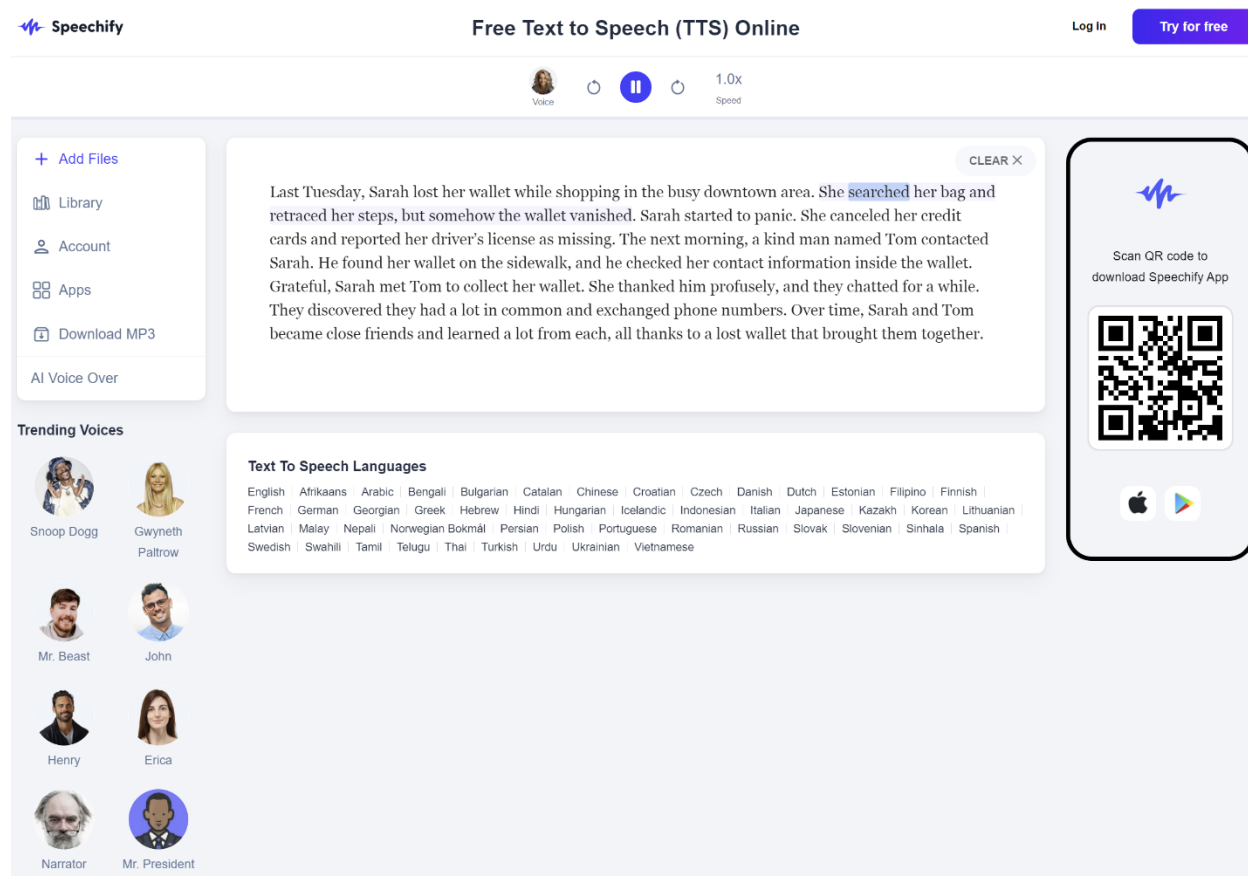 Speechify
Free Text to Speech (TTS) Online
Log In
Try for free
Voice
1.0x
Speed
Add Files
Library
Account
Apps
Download MP3
AI Voice Over
Trending Voices
Snoop Dogg
Gwyneth
Paltrow
Mr. Beast
John
Henry
Erica
Narrator
Mr. President
CLEAR
Last Tuesday, Sarah lost her wallet while shopping in the busy downtown area. She searched her bag and
retraced her steps, but somehow the wallet vanished. Sarah started to panic. She canceled her credit
cards and reported her driver’s license as missing. The next morning, a kind man named Tom contacted
Sarah. He found her wallet on the sidewalk, and he checked her contact information inside the wallet.
Grateful, Sarah met Tom to collect her wallet. She thanked him profusely, and they chatted for a while.
They discovered they had a lot in common and exchanged phone numbers. Over time, Sarah and Tom
became close friends and learned a lot from each, all thanks to a lost wallet that brought them together.
Text To Speech Languages
English Afrikaans Arabic Bengali Bulgarian Catalan Chinese Croatian Czech Danish Dutch Estonian Filipino Finnish
French German Georgian Greek Hebrew Hindi Hungarian Icelandic Indonesian Italian Japanese Kazakh Korean Lithuanian
Latvian Malay Nepali Norwegian Bokmál Persian Polish Portuguese Romanian Russian Slovak Slovenian Sinhala Spanish
Swedish Swahili Tamil Telugu Thai Turkish Urdu Ukrainian Vietnamese
Scan QR code to
download Speechify App